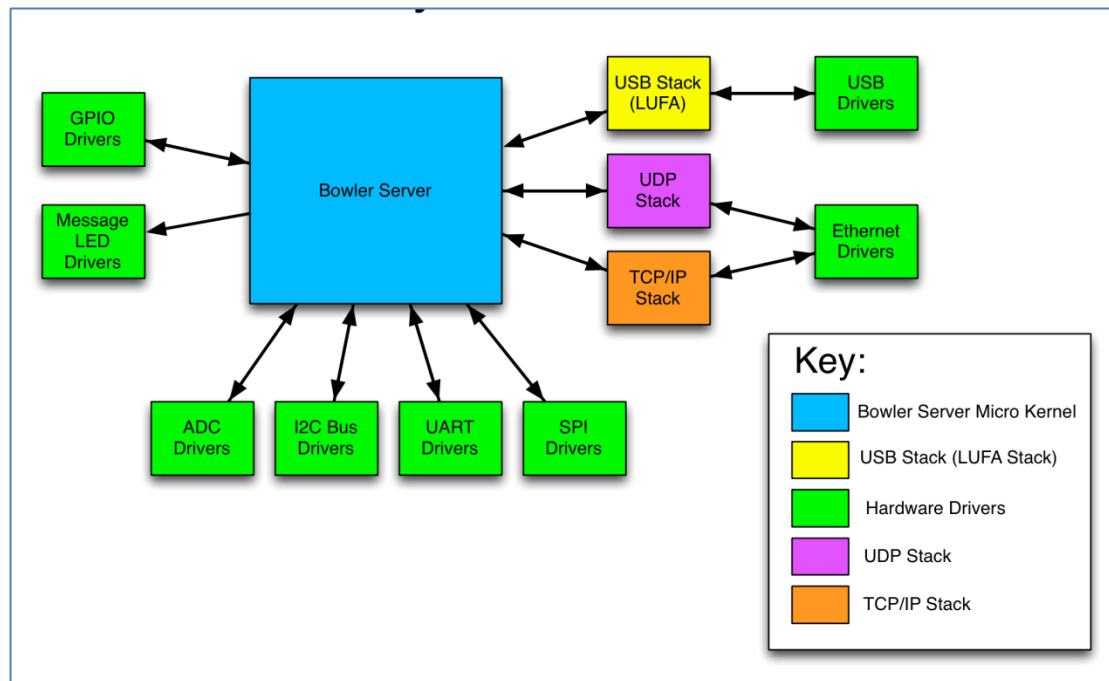 USB Stack
(LUFA)
USB
Drivers
GPIO
Drivers
Bowler Server
UDP
Stack
Message
LED
Drivers
Ethernet
Drivers
TCP/IP
Stack
ADC
Drivers
I2C Bus
Drivers
UART
Drivers
SPI
Drivers
Key:
Bowler Server Micro Kernel
USB Stack (LUFA Stack)
Hardware Drivers
UDP Stack
TCP/IP Stack